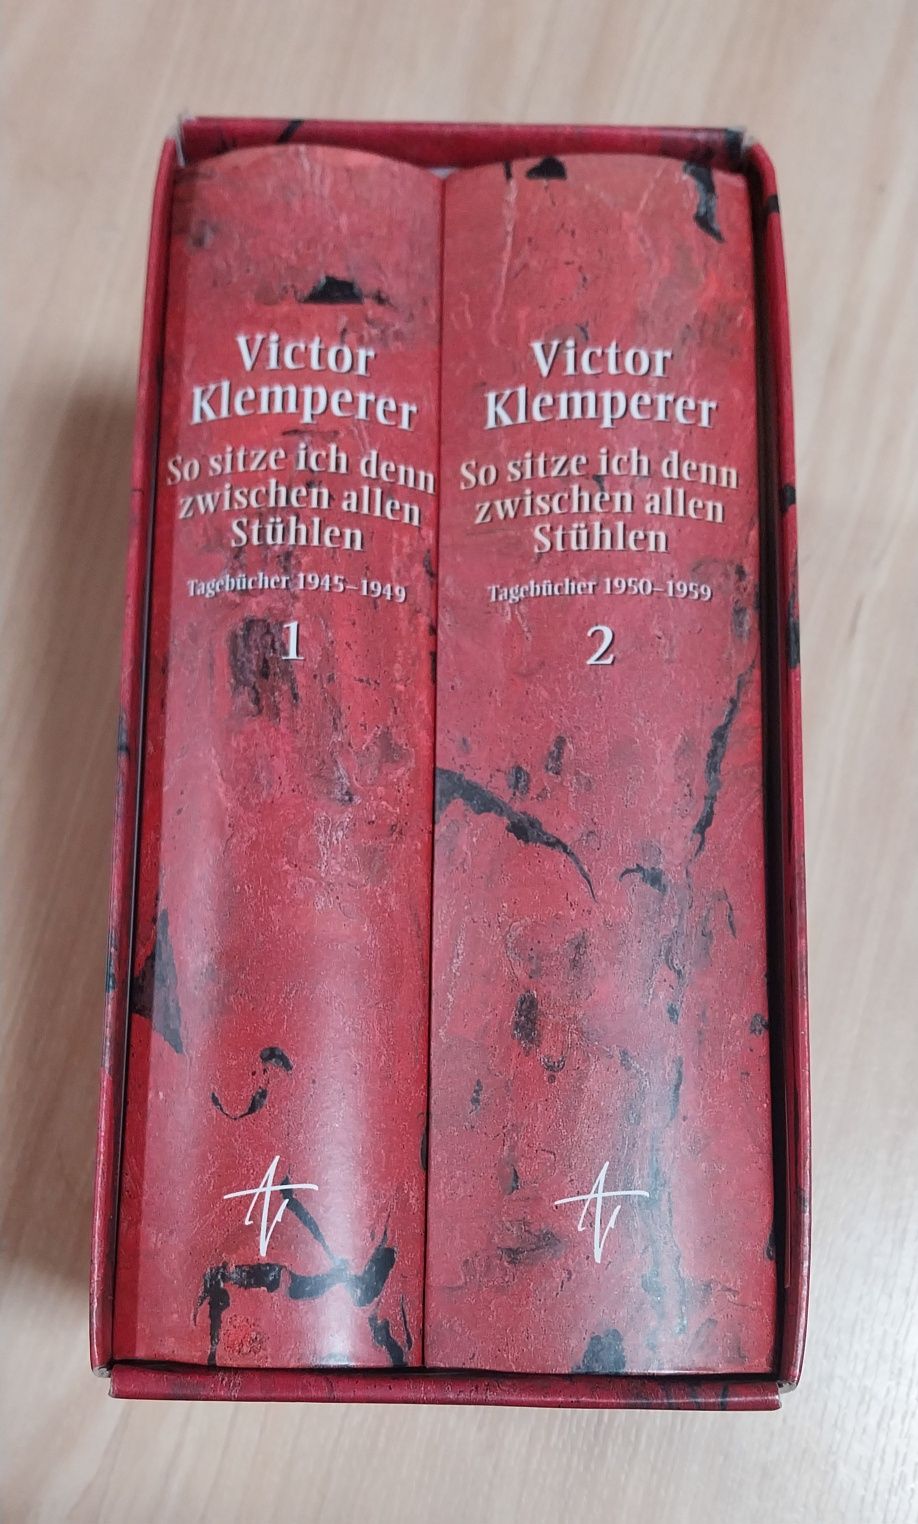 Victor
Klemperer
So sitze ich denn
zwischen allen
Stühlen
Tagebücher 1945–1949
1
Victor
Klemperer
So sitze ich denn
zwischen allen
Stühlen
Tagebücher 1950–1959
2